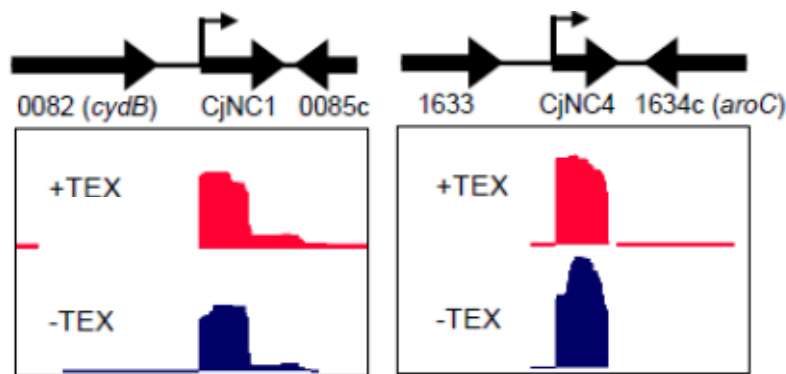 0082 (cydB) CjNC1 0085c
+TEX
-TEX
1633 CjNC4 1634c (aroC)
+TEX
-TEX